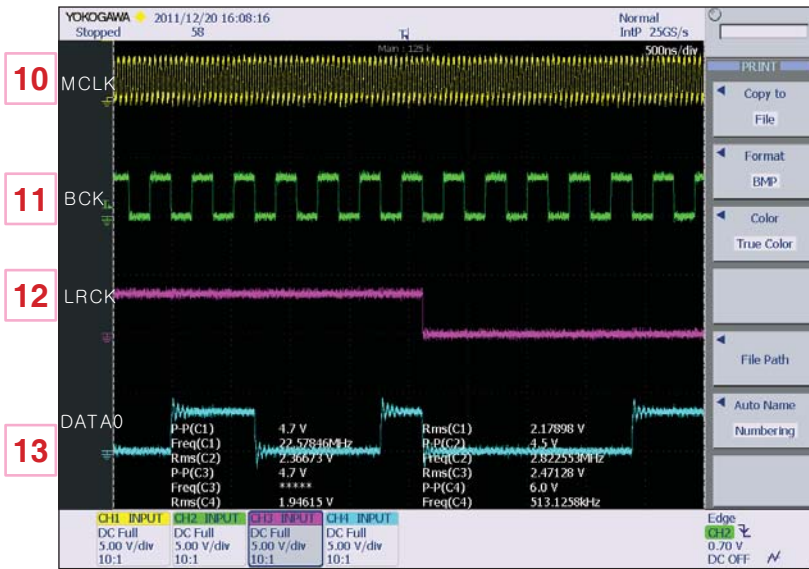 YOKOGAWA 2011/12/20 16:08:16
Stopped 58
Normal
IntP 25GS/s
Main : 125 k
500ns/div
10 MCLK
11 BCK
12 LRCK
13 DATA0
P-P(C1) 4.7 V
Freq(C1) 22.57846MHz
Rms(C2) 2.36673 V
P-P(C3) 4.7 V
Freq(C3) *****
Rms(C4) 1.94615 V
Rms(C1) 2.17898 V
P-P(C2) 4.5 V
Freq(C2) 2.822553MHz
Rms(C3) 2.47128 V
P-P(C4) 6.0 V
Freq(C4) 513.1258kHz
CH1 INPUT
DC Full
5.00 V/div
10:1
CH2 INPUT
DC Full
5.00 V/div
10:1
CH3 INPUT
DC Full
5.00 V/div
10:1
CH4 INPUT
DC Full
5.00 V/div
10:1
Edge
CH2
0.70 V
DC OFF
PRINT
Copy to
File
Format
BMP
Color
True Color
File Path
Auto Name
Numbering